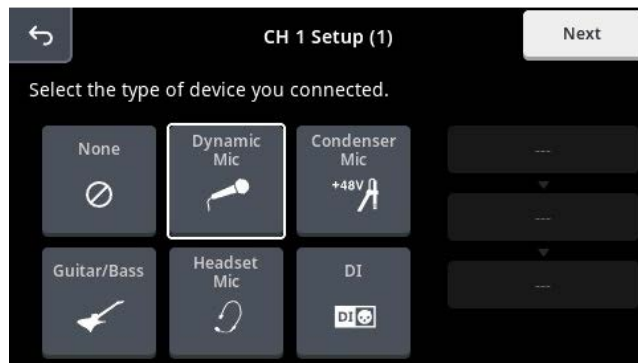 CH 1 Setup (1)
Next
Select the type of device you connected.
None
Dynamic
Mic
Condenser
Mic
+48V
---
---
---
Guitar/Bass
Headset
Mic
DI
DI